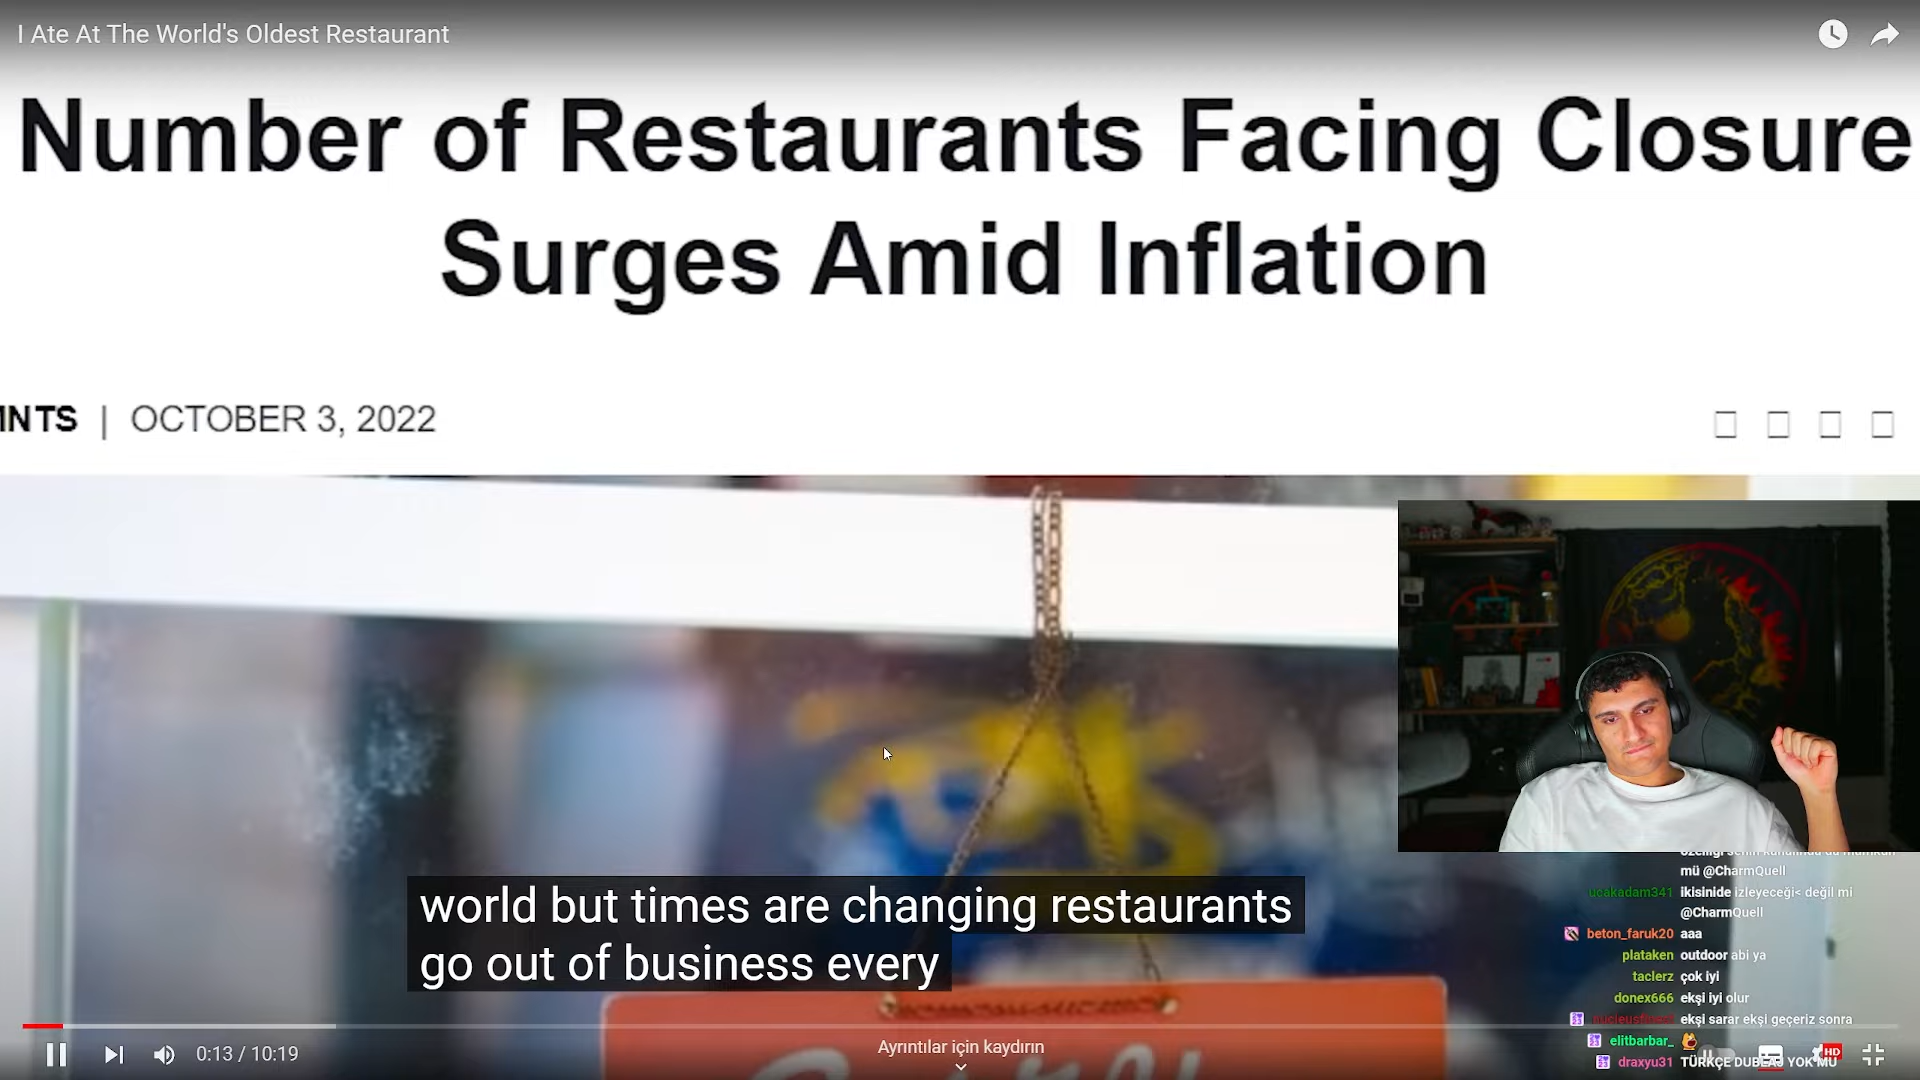 I Ate At The World's Oldest Restaurant
Number of Restaurants Facing Closure
Surges Amid Inflation
NTS | OCTOBER 3, 2022
world but times are changing restaurants
go out of business every
mü @CharmQuell
ucakadam341 ikisinide izleyeceği< değil mi
@CharmQuell
beton_faruk20 aaa
plataken outdoor abi ya
taclerz çok iyi
donex666 ekşi iyi olur
ekşi sarar ekşi geçeriz sonra
elitbarbar_
draxyu31 TÜRKÇE DUBLAJ YOK MU
0:13 / 10:19
Ayrıntılar için kaydırın
HD